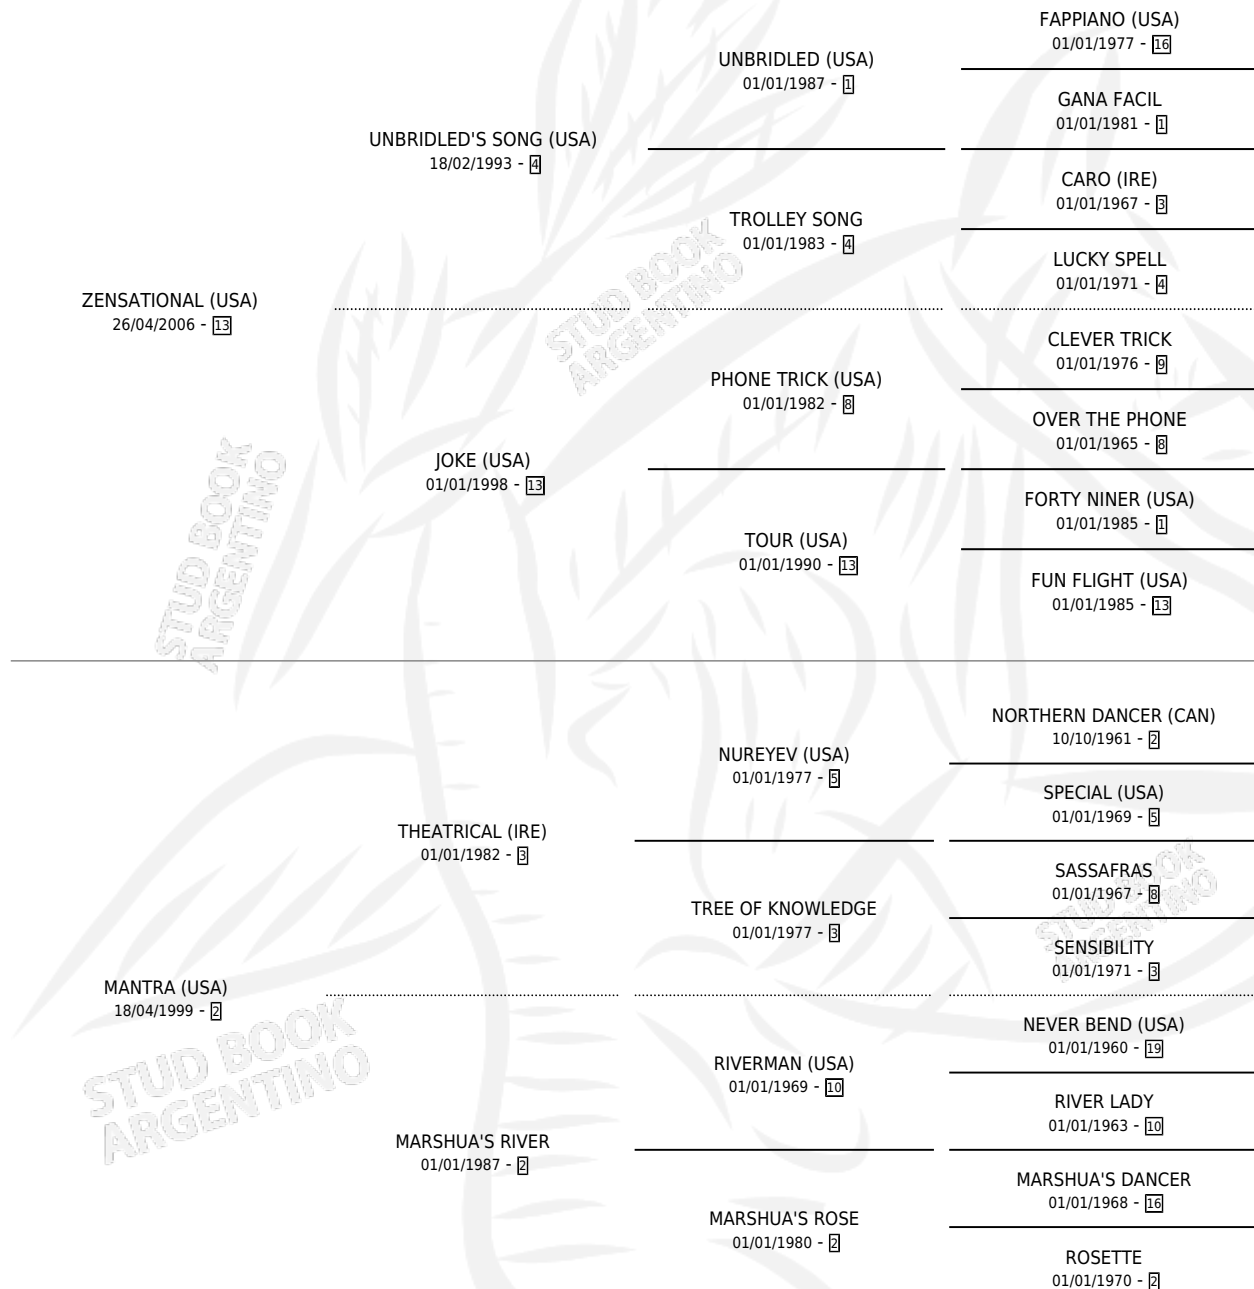 FAPPIANO (USA)
01/01/1977 - 16
UNBRIDLED (USA)
01/01/1987 - 1
GANA FACIL
01/01/1981 - 1
UNBRIDLED'S SONG (USA)
18/02/1993 - 4
CARO (IRE)
01/01/1967 - 3
TROLLEY SONG
01/01/1983 - 4
LUCKY SPELL
01/01/1971 - 4
ZENSATIONAL (USA)
26/04/2006 - 13
STUD BOOK
ARGENTINO
CLEVER TRICK
01/01/1976 - 9
PHONE TRICK (USA)
01/01/1982 - 8
OVER THE PHONE
01/01/1965 - 8
JOKE (USA)
01/01/1998 - 13
FORTY NINER (USA)
01/01/1985 - 1
TOUR (USA)
01/01/1990 - 13
FUN FLIGHT (USA)
01/01/1985 - 13
STUD BOOK
ARGENTINO
NORTHERN DANCER (CAN)
10/10/1961 - 2
NUREYEV (USA)
01/01/1977 - 5
SPECIAL (USA)
01/01/1969 - 5
THEATRICAL (IRE)
01/01/1982 - 3
SASSAFRAS
01/01/1967 - 8
TREE OF KNOWLEDGE
01/01/1977 - 3
STUD BOOK
ARGENTINO
SENSIBILITY
01/01/1971 - 3
MANTRA (USA)
18/04/1999 - 2
NEVER BEND (USA)
01/01/1960 - 19
RIVERMAN (USA)
01/01/1969 - 10
RIVER LADY
01/01/1963 - 10
STUD BOOK
ARGENTINO
MARSHUA'S RIVER
01/01/1987 - 2
MARSHUA'S DANCER
01/01/1968 - 16
MARSHUA'S ROSE
01/01/1980 - 2
ROSETTE
01/01/1970 - 2